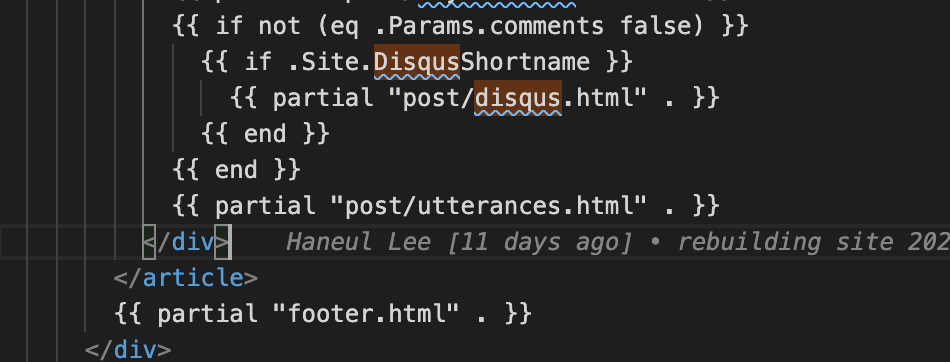 {{ if not (eq .Params.comments false) }}
{{ if .Site.DisqusShortname }}
{{ partial "post/disqus.html" . }}
{{ end }}
{{ end }}
{{ partial "post/utterances.html" . }}
</div> Haneul Lee [11 days ago] • rebuilding site 202
</article>
{{ partial "footer.html" . }}
</div>